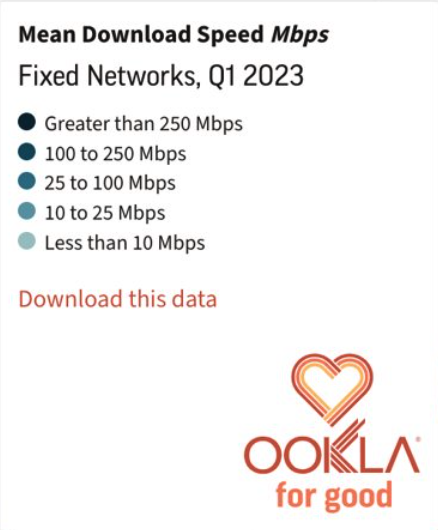 Mean Download Speed Mbps
Fixed Networks, Q1 2023
Greater than 250 Mbps
100 to 250 Mbps
25 to 100 Mbps
10 to 25 Mbps
Less than 10 Mbps
Download this data
OOKLA®
for good